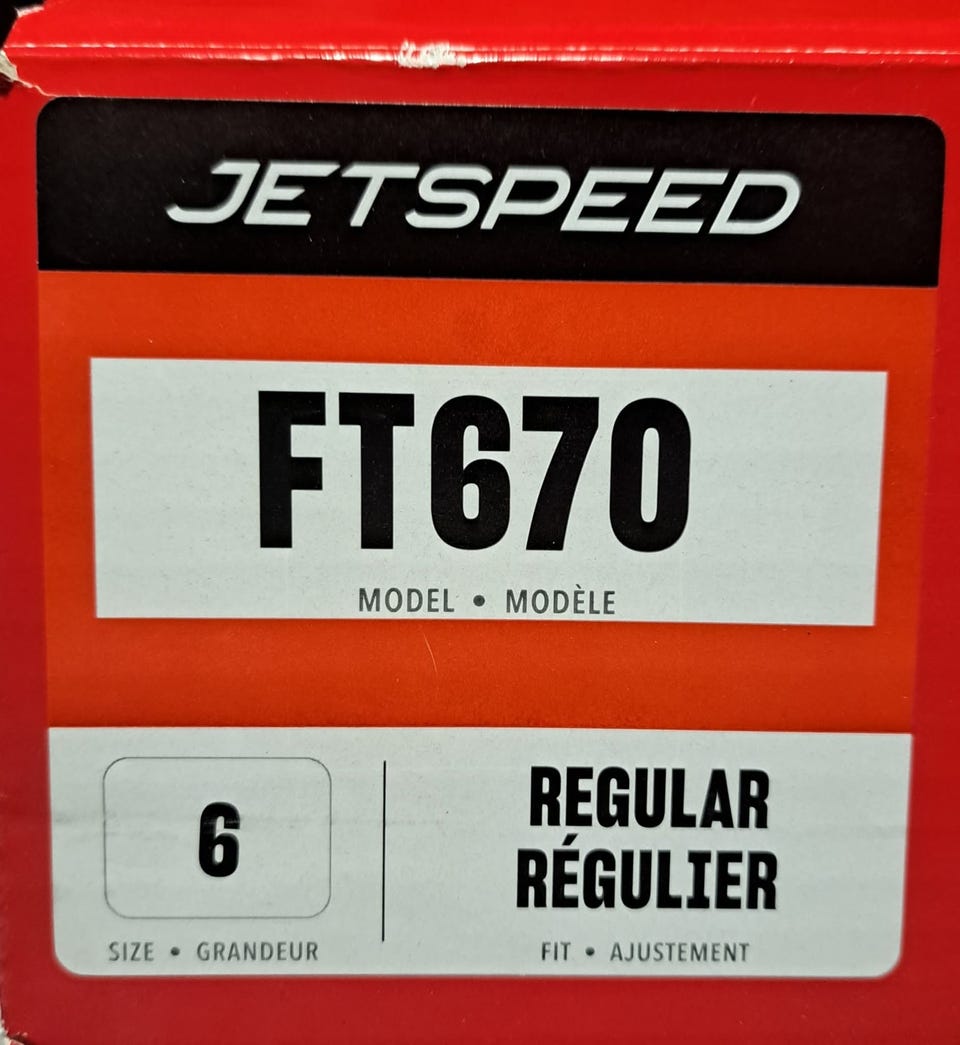 JETSPEED
FT670
MODEL • MODÈLE
6
SIZE • GRANDEUR
REGULAR
RÉGULIER
FIT • AJUSTEMENT